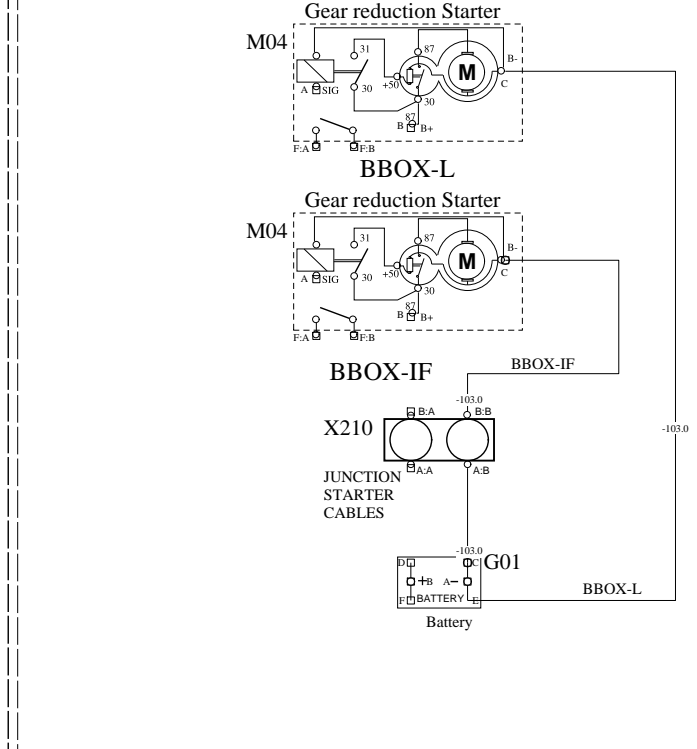 Gear reduction Starter
M04
31
87
B-
M
A
SIG
30
+50
C
30
87
B
B+
F:A
F:B
BBOX-L
Gear reduction Starter
M04
31
87
B-
M
A
SIG
30
+50
C
30
87
B
B+
F:A
F:B
BBOX-IF
BBOX-IF
-103.0
B:A
B:B
X210
-103.0
A:A
A:B
JUNCTION
STARTER
CABLES
-103.0
D
C
G01
+B
A-
BBOX-L
F
BATTERY
E
Battery